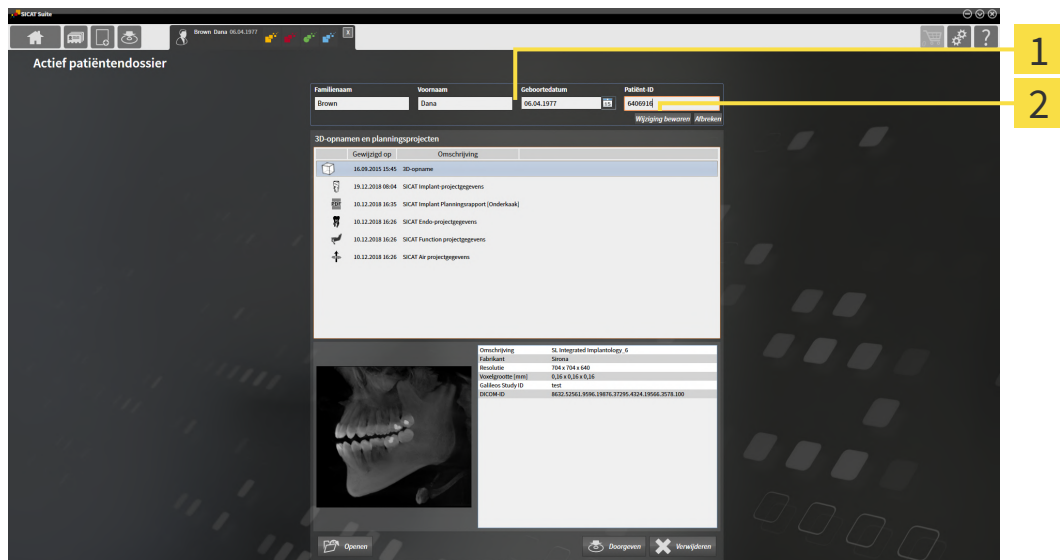 SICAT Suite
Brown Dana 06.04.1977
Actief patiëntendossier
Familienaam Voornaam Geboortedatum Patiënt-ID
Brown Dana 06.04.1977 15 6406916
Wijziging bewaren Afbreken
3D-opnamen en planningsprojecten
Gewijzigd op Omschrijving
16.09.2015 15:45 3D-opname
19.12.2018 08:04 SICAT Implant-projectgegevens
PDF 10.12.2018 16:35 SICAT Implant Planningsrapport [Onderkaak]
10.12.2018 16:26 SICAT Endo-projectgegevens
10.12.2018 16:26 SICAT Function projectgegevens
10.12.2018 16:26 SICAT Air projectgegevens
Omschrijving SL Integrated Implantology_6
Fabrikant Sirona
Resolutie 704 x 704 x 640
Voxelgrootte [mm] 0,16 x 0,16 x 0,16
Galileos Study ID test
DICOM-ID 8632.52561.9596.19876.37295.4324.19566.3578.100
Openen Doorgeven Verwijderen
1
2